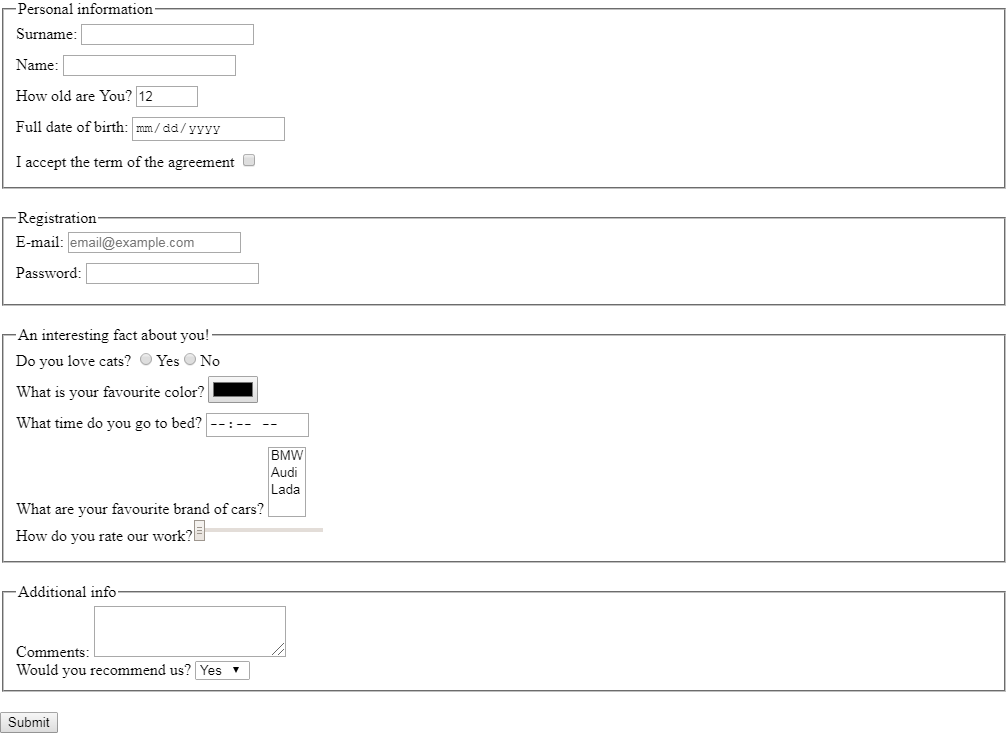 Personal information
Surname:
Name:
How old are You? 12
Full date of birth: mm/dd/yyyy
I accept the term of the agreement
Registration
E-mail: email@example.com
Password:
An interesting fact about you!
Do you love cats? Yes No
What is your favourite color?
What time do you go to bed? --:-- --
BMW
Audi
Lada
What are your favourite brand of cars?
How do you rate our work?
Additional info
Comments:
Would you recommend us? Yes
Submit